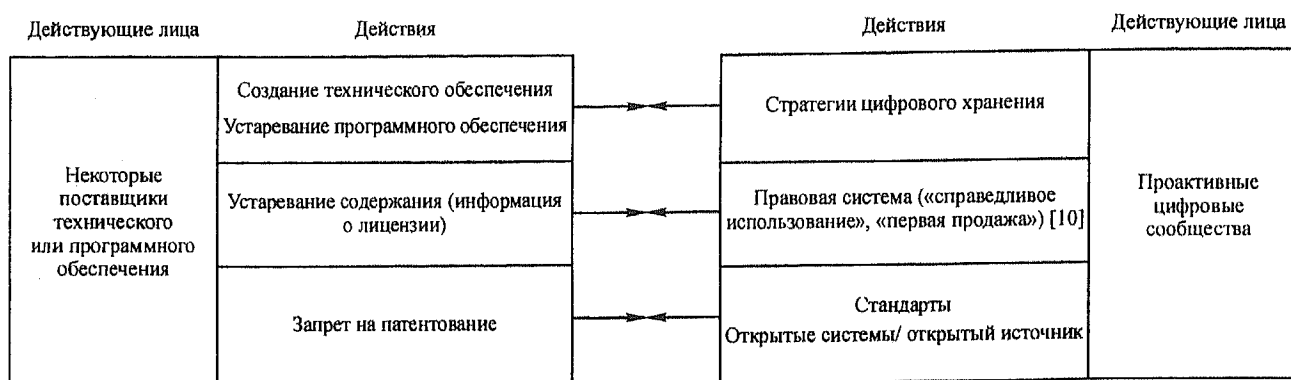 Действующие лица
Действия
Действия
Действующие лица
Некоторые
поставщики
технического
или программного
обеспечения
Создание технического обеспечения
Устаревание программного обеспечения
Устаревание содержания (информация
о лицензии)
Запрет на патентование
Стратегии цифрового хранения
Правовая система («справедливое
использование», «первая продажа») [10]
Стандарты
Открытые системы/ открытый источник
Проактивные
цифровые
сообщества